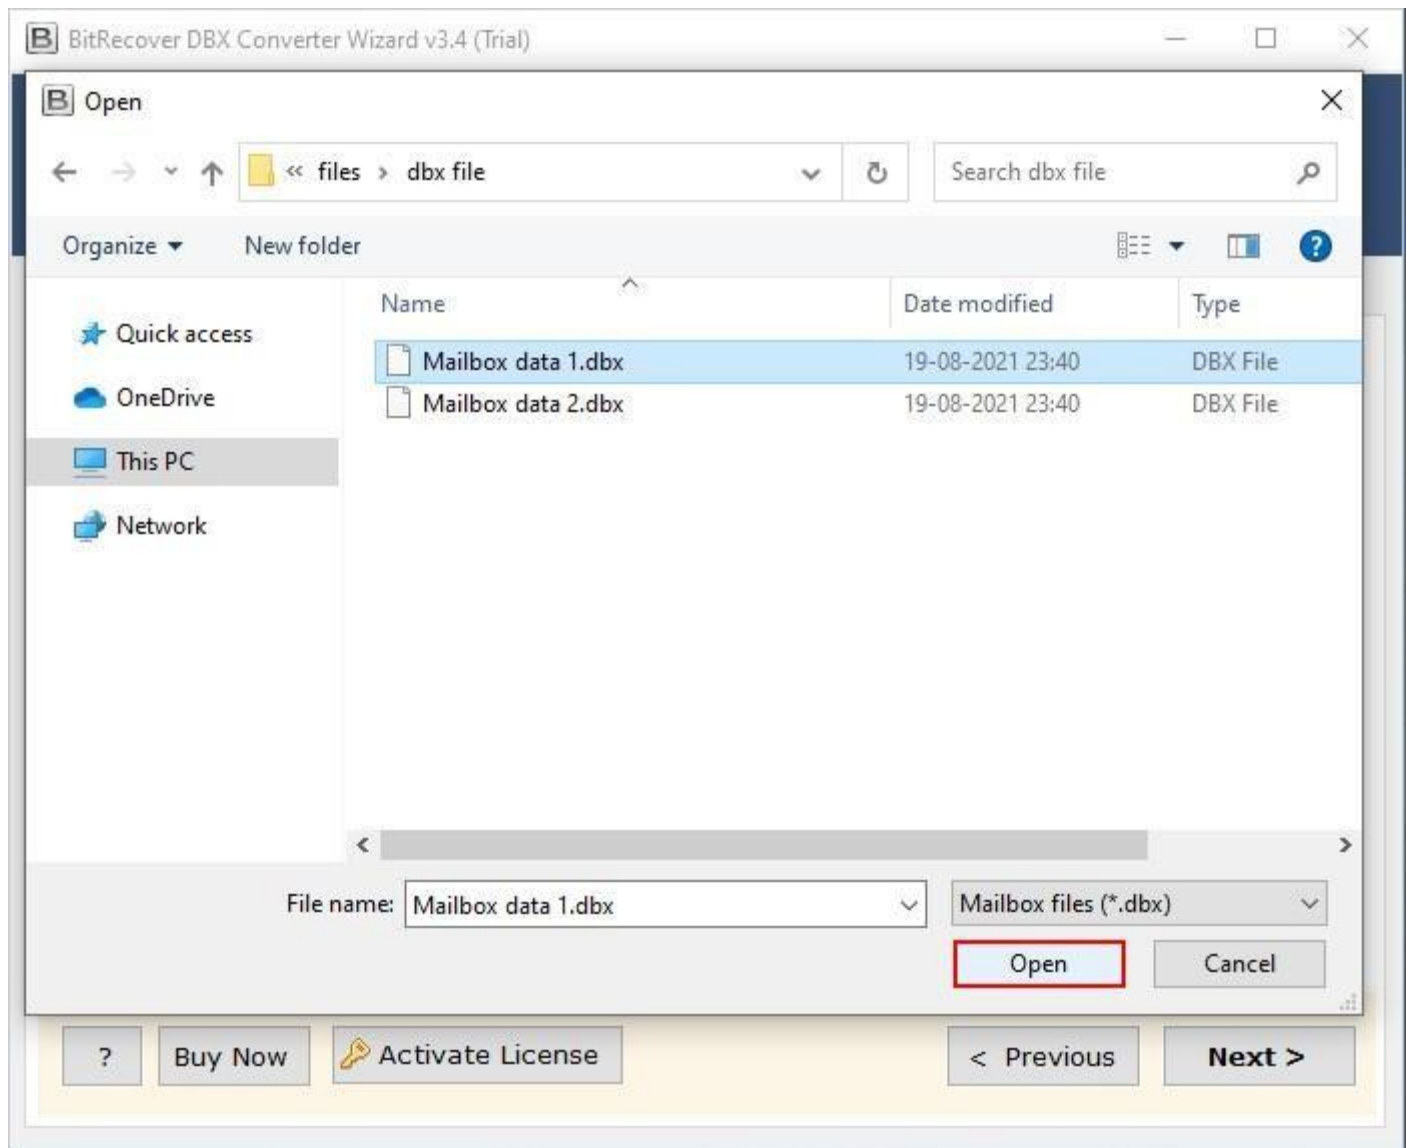 BitRecover DBX Converter Wizard v3.4 (Trial)
Open
« files > dbx file
Search dbx file
Organize
New folder
Name
Date modified
Type
Quick access
OneDrive
This PC
Network
Mailbox data 1.dbx 19-08-2021 23:40 DBX File
Mailbox data 2.dbx 19-08-2021 23:40 DBX File
File name: Mailbox data 1.dbx
Mailbox files (*.dbx)
Open
Cancel
?
Buy Now
Activate License
< Previous
Next >